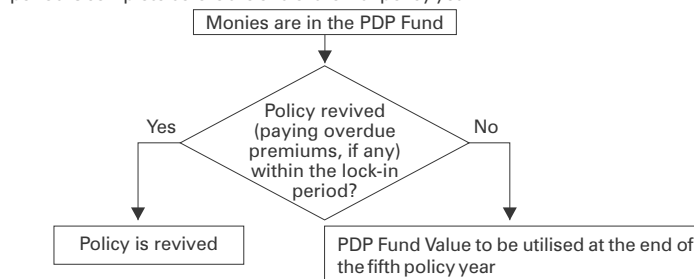 Monies are in the PDP Fund
Policy revived
(paying overdue
premiums, if any)
within the lock-in
period?
Yes
No
Policy is revived
PDP Fund Value to be utilised at the end of
the fifth policy year